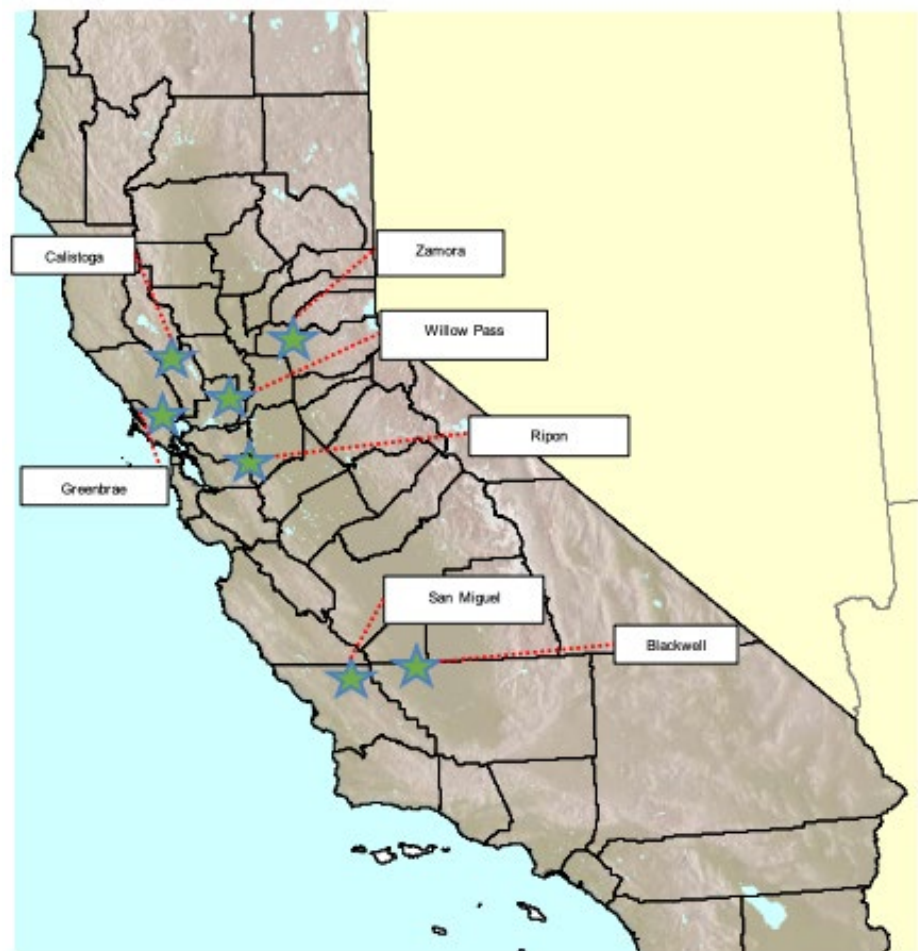 Calistoga
Zamora
Willow Pass
Ripon
Greenbrae
San Miguel
Blackwell